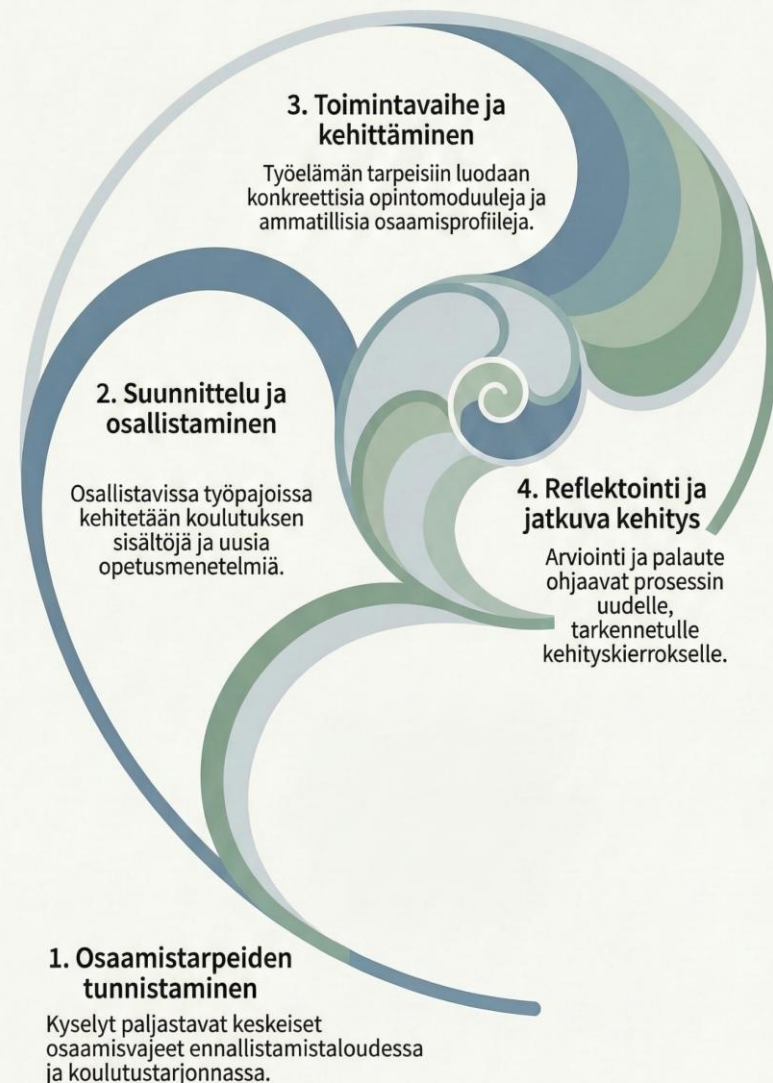 3. Toimintavaihe ja
kehittäminen
Työelämän tarpeisiin luodaan
konkreettisia opintomoduuleja ja
ammatillisia osaamisprofiileja.
2. Suunnittelu ja
osallistaminen
Osallistavissa työpajoissa
kehitetään koulutuksen
sisältöjä ja uusia
opetusmenetelmiä.
4. Reflektointi ja
jatkuva kehitys
Arviointi ja palaute
ohjaavat prosessin
uudelle,
tarkennetulle
kehityskierrokselle.
1. Osaamistarpeiden
tunnistaminen
Kyselyt paljastavat keskeiset
osaamisvajeet ennallistamistaloudessa
ja koulutustarjonnassa.